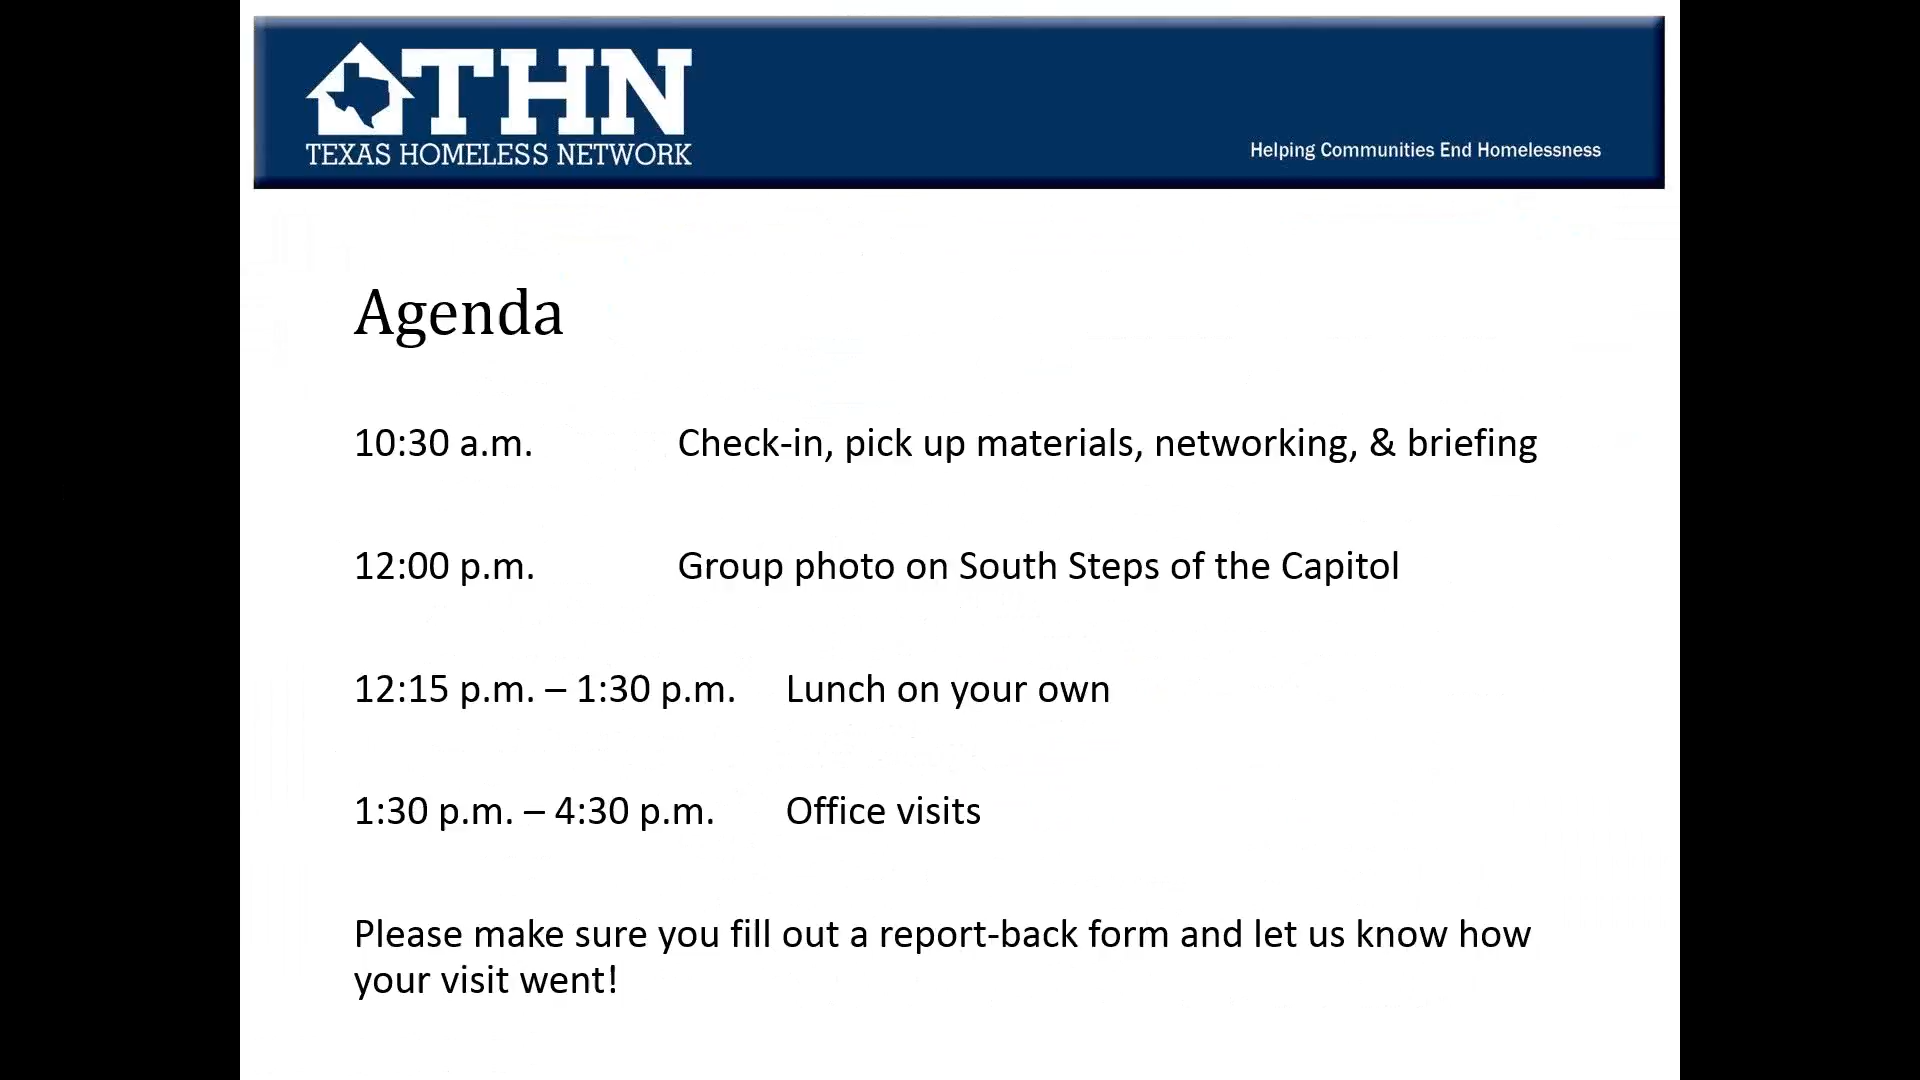 THN
TEXAS HOMELESS NETWORK
Helping Communities End Homelessness
Agenda
10:30 a.m. Check-in, pick up materials, networking, & briefing
12:00 p.m. Group photo on South Steps of the Capitol
12:15 p.m. – 1:30 p.m. Lunch on your own
1:30 p.m. – 4:30 p.m. Office visits
Please make sure you fill out a report-back form and let us know how
your visit went!